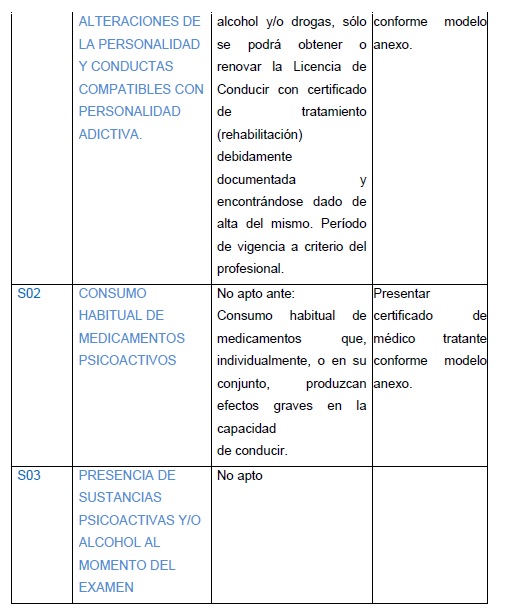 ALTERACIONES DE
LA PERSONALIDAD
Y CONDUCTAS
COMPATIBLES CON
PERSONALIDAD
ADICTIVA.
alcohol y/o drogas, sólo
se podrá obtener o
renovar la Licencia de
Conducir con certificado
de tratamiento
(rehabilitación)
debidamente
documentada y
encontrándose dado de
alta del mismo. Período
de vigencia a criterio del
profesional.
conforme modelo
anexo.
S02
CONSUMO
HABITUAL DE
MEDICAMENTOS
PSICOACTIVOS
No apto ante:
Consumo habitual de
medicamentos que,
individualmente, o en su
conjunto, produzcan
efectos graves en la
capacidad
de conducir.
Presentar
certificado de
médico tratante
conforme modelo
anexo.
S03
PRESENCIA DE
SUSTANCIAS
PSICOACTIVAS Y/O
ALCOHOL AL
MOMENTO DEL
EXAMEN
No apto